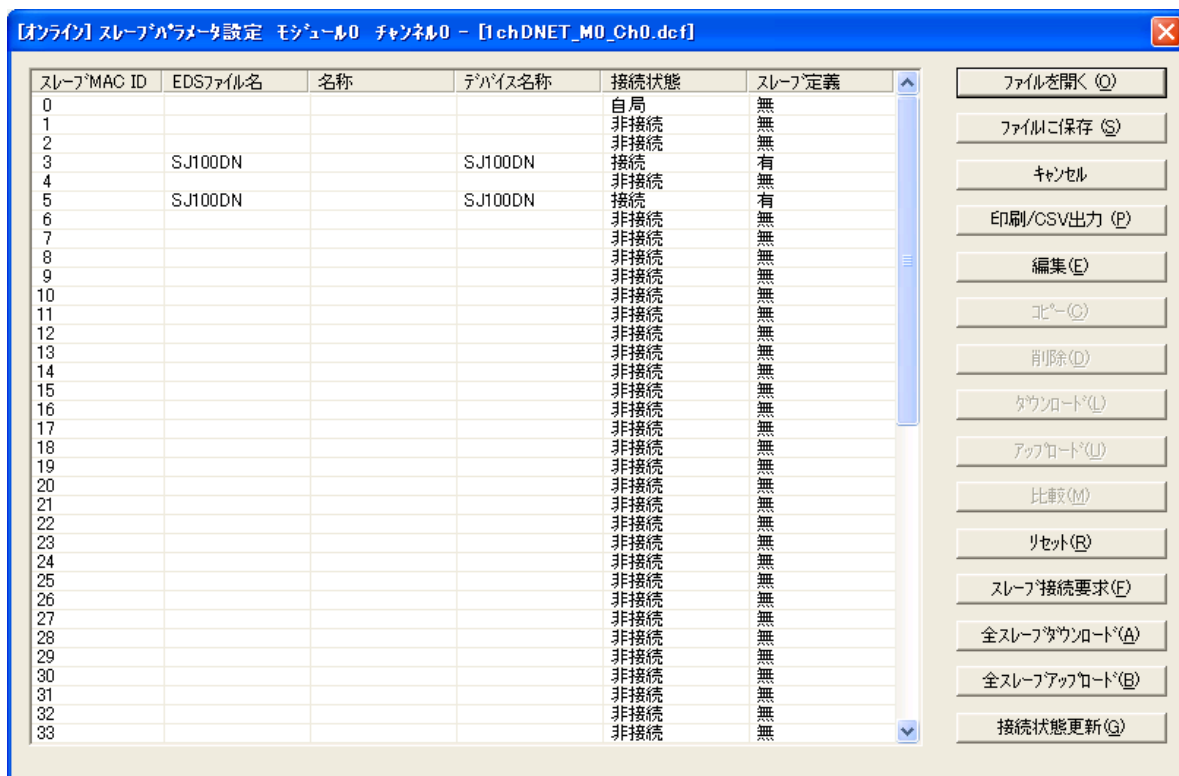 [オンライン] スレーブパラメータ設定 モジュール0 チャンネル0 - [1chDNET_M0_Ch0.dcf]
スレーブMAC ID EDSファイル名 名称 デバイス名称 接続状態 スレーブ定義
0 自局 無
1 非接続 無
2 非接続 無
3 SJ100DN SJ100DN 接続 有
4 非接続 無
5 SJ100DN SJ100DN 接続 有
6 非接続 無
7 非接続 無
8 非接続 無
9 非接続 無
10 非接続 無
11 非接続 無
12 非接続 無
13 非接続 無
14 非接続 無
15 非接続 無
16 非接続 無
17 非接続 無
18 非接続 無
19 非接続 無
20 非接続 無
21 非接続 無
22 非接続 無
23 非接続 無
24 非接続 無
25 非接続 無
26 非接続 無
27 非接続 無
28 非接続 無
29 非接続 無
30 非接続 無
31 非接続 無
32 非接続 無
33 非接続 無
ファイルを開く (O)
ファイルに保存 (S)
キャンセル
印刷/CSV出力 (P)
編集(E)
コピー(C)
削除(D)
ダウンロード(L)
アップロード(U)
比較(M)
リセット(R)
スレーブ接続要求(F)
全スレーブダウンロード(A)
全スレーブアップロード(B)
接続状態更新(G)